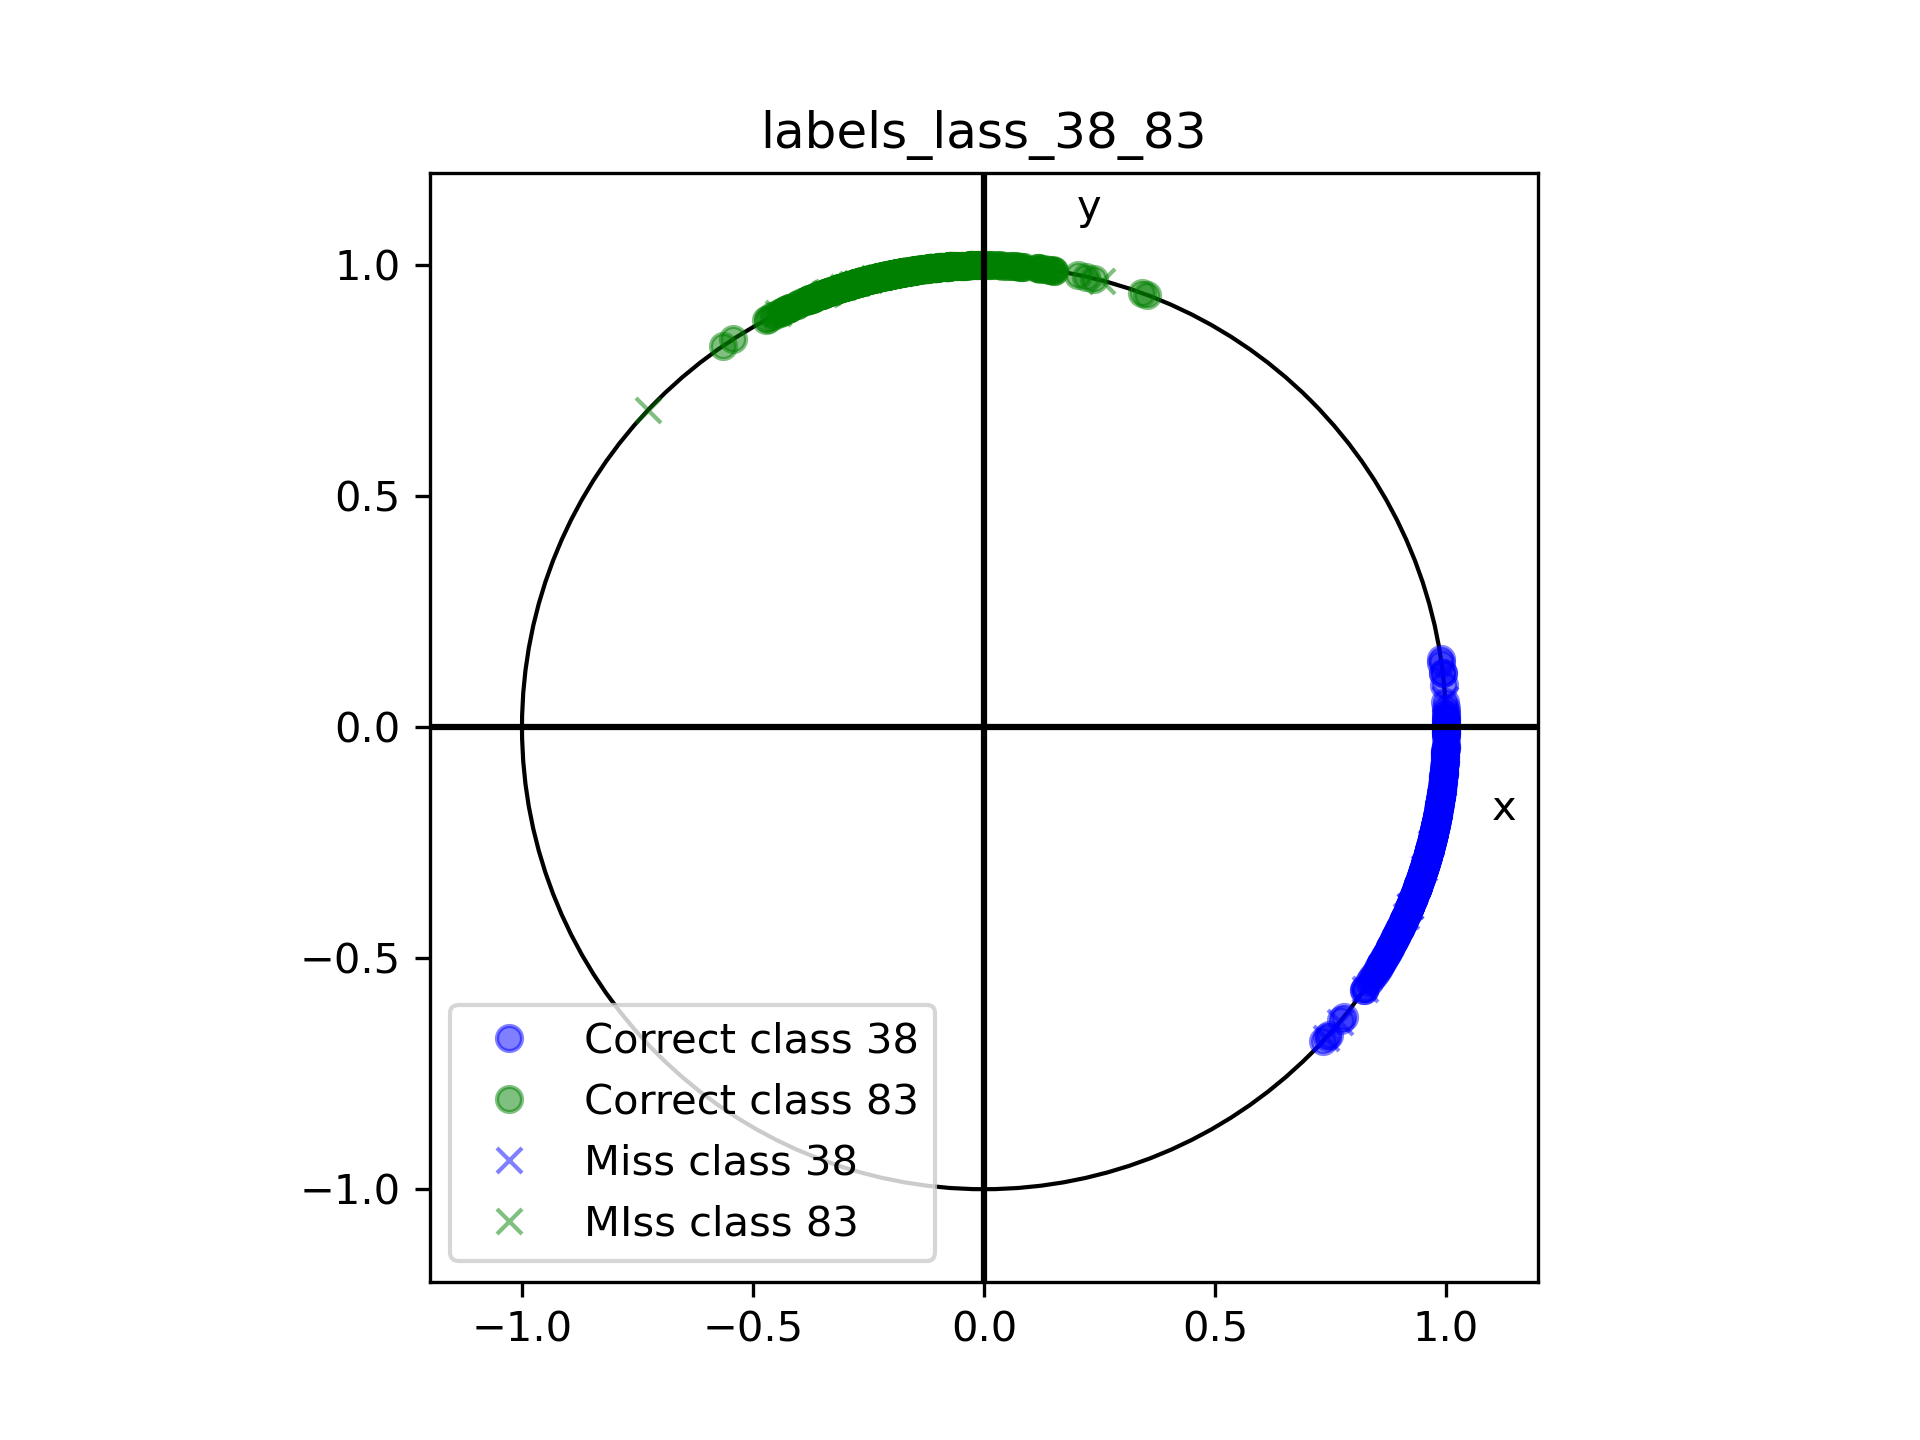 labels_lass_38_83
y
1.0
0.5
0.0
x
−0.5
−1.0
Correct class 38
Correct class 83
Miss class 38
MIss class 83
−1.0 −0.5 0.0 0.5 1.0